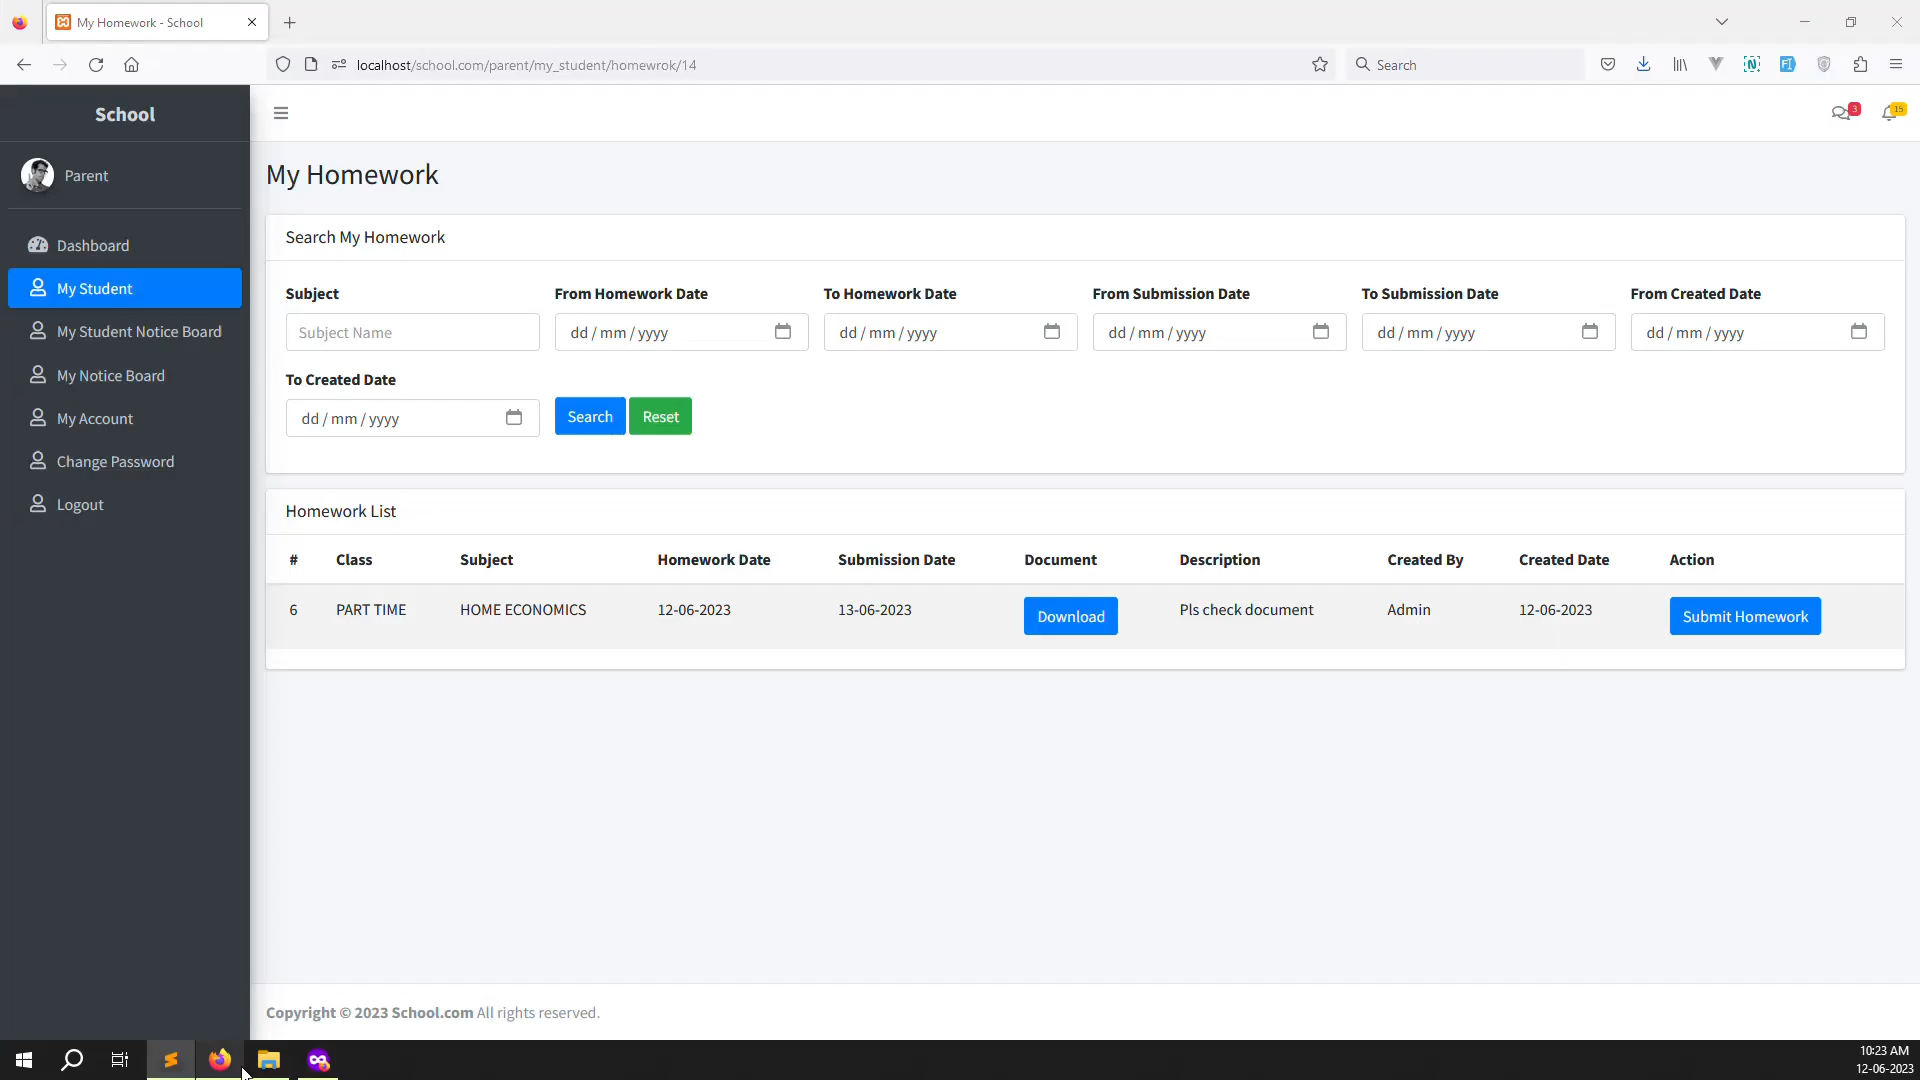 My Homework - School
localhost/school.com/parent/my_student/homewrok/14
Search
School
3
15
Parent
Dashboard
My Student
My Student Notice Board
My Notice Board
My Account
Change Password
Logout
My Homework
Search My Homework
Subject
From Homework Date
To Homework Date
From Submission Date
To Submission Date
From Created Date
Subject Name
dd / mm / yyyy
dd / mm / yyyy
dd / mm / yyyy
dd / mm / yyyy
dd / mm / yyyy
To Created Date
dd / mm / yyyy
Search
Reset
Homework List
# Class Subject Homework Date Submission Date Document Description Created By Created Date Action
6 PART TIME HOME ECONOMICS 12-06-2023 13-06-2023 Download Pls check document Admin 12-06-2023 Submit Homework
Copyright © 2023 School.com All rights reserved.
10:23 AM
12-06-2023